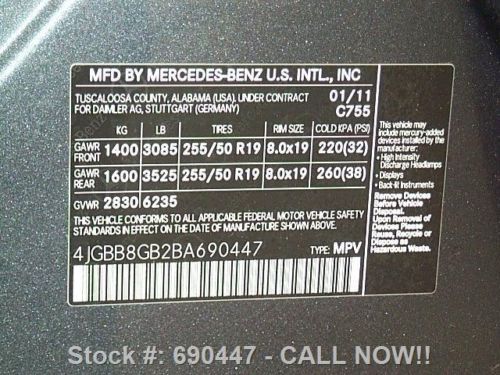 MFD BY MERCEDES-BENZ U.S. INTL., INC
TUSCALOOSA COUNTY, ALABAMA (USA), UNDER CONTRACT 01/11
FOR DAIMLER AG, STUTTGART (GERMANY) C755
KG LB TIRES RIM SIZE COLD KPA (PSI)
GAWR FRONT 1400 3085 255/50 R19 8.0x19 220(32)
GAWR REAR 1600 3525 255/50 R19 8.0x19 260(38)
GVWR 2830 6235
THIS VEHICLE CONFORMS TO ALL APPLICABLE FEDERAL MOTOR VEHICLE
SAFETY STANDARDS IN EFFECT ON THE DATE OF MANUFACTURE SHOWN ABOVE.
4JGBB8GB2BA690447 TYPE: MPV
This vehicle may
include mercury-added
devices installed by
the manufacturer:
• High Intensity
Discharge Headlamps
• Displays
• Back-lit Instruments
Remove Devices
Before Vehicle
Disposal.
Upon Removal of
Devices Please
Reuse, Recycle
or Dispose as
Hazardous Waste.
Stock #: 690447 - CALL NOW!!